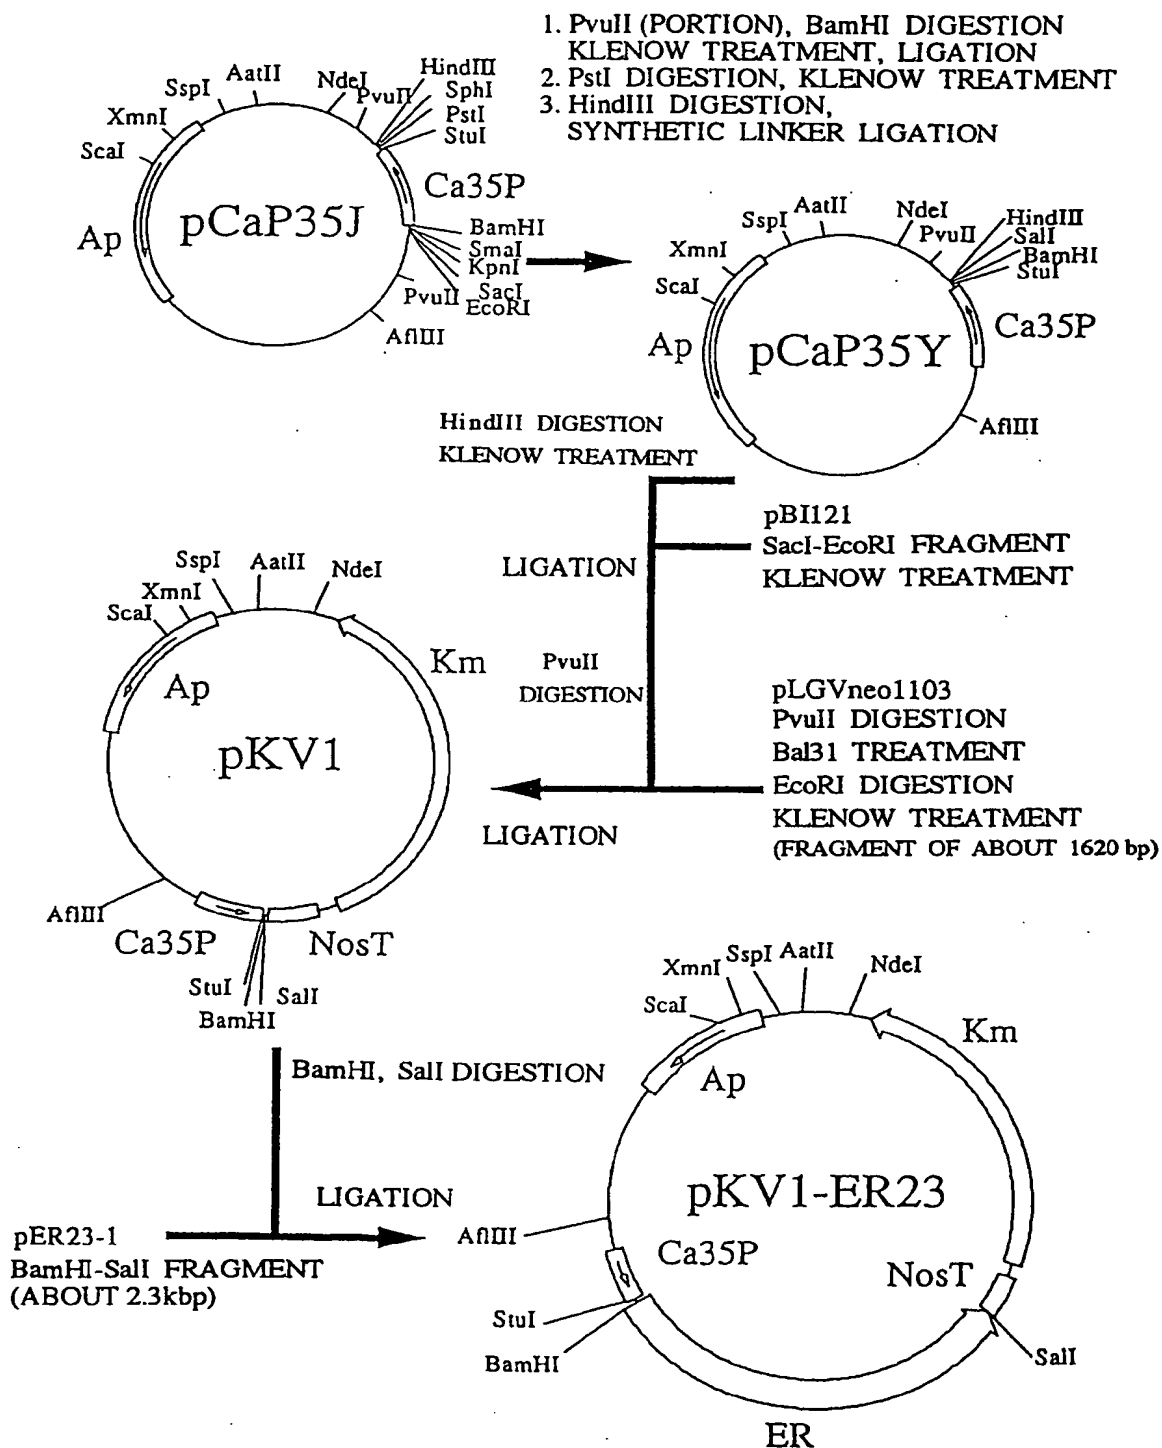 1. PvuII (PORTION), BamHI DIGESTION
KLENOW TREATMENT, LIGATION
2. PstI DIGESTION, KLENOW TREATMENT
3. HindIII DIGESTION,
SYNTHETIC LINKER LIGATION
ScaI
XmnI
SspI
AatII
NdeI
PvuII
HindIII
SphI
PstI
StuI
Ca35P
pCaP35J
Ap
BamHI
SmaI
KpnI
SacI
EcoRI
PvuII
AflIII
ScaI
XmnI
SspI
AatII
NdeI
PvuII
HindIII
SalI
BamHI
StuI
Ca35P
pCaP35Y
Ap
AflIII
HindIII DIGESTION
KLENOW TREATMENT
pBI121
SacI-EcoRI FRAGMENT
KLENOW TREATMENT
LIGATION
PvuII
DIGESTION
pLGVneo1103
PvuII DIGESTION
Bal31 TREATMENT
EcoRI DIGESTION
KLENOW TREATMENT
(FRAGMENT OF ABOUT 1620 bp)
LIGATION
ScaI
XmnI
SspI
AatII
NdeI
Km
Ap
pKV1
AflIII
Ca35P
NosT
StuI
SalI
BamHI
BamHI, SalI DIGESTION
LIGATION
pER23-1
BamHI-SalI FRAGMENT
(ABOUT 2.3kbp)
ScaI
XmnI
SspI
AatII
NdeI
Km
Ap
pKV1-ER23
AflIII
Ca35P
NosT
StuI
BamHI
SalI
ER